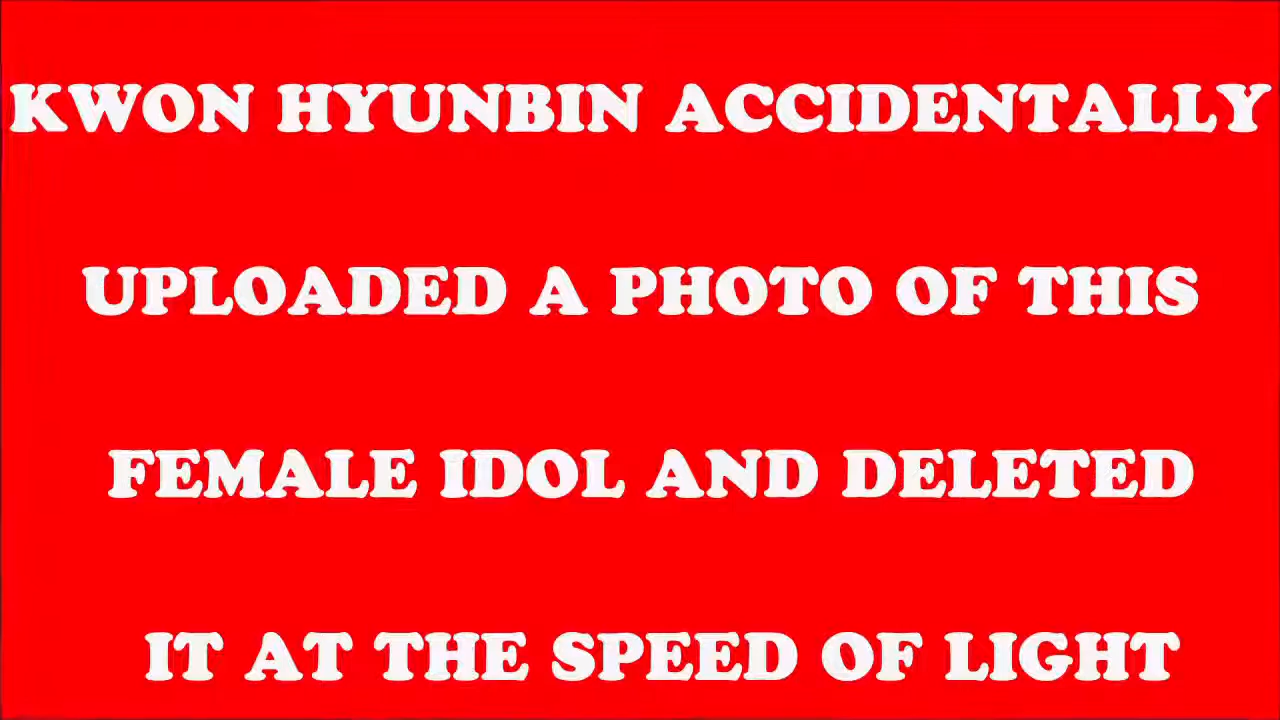 KWON HYUNBIN ACCIDENTALLY
UPLOADED A PHOTO OF THIS
FEMALE IDOL AND DELETED
IT AT THE SPEED OF LIGHT